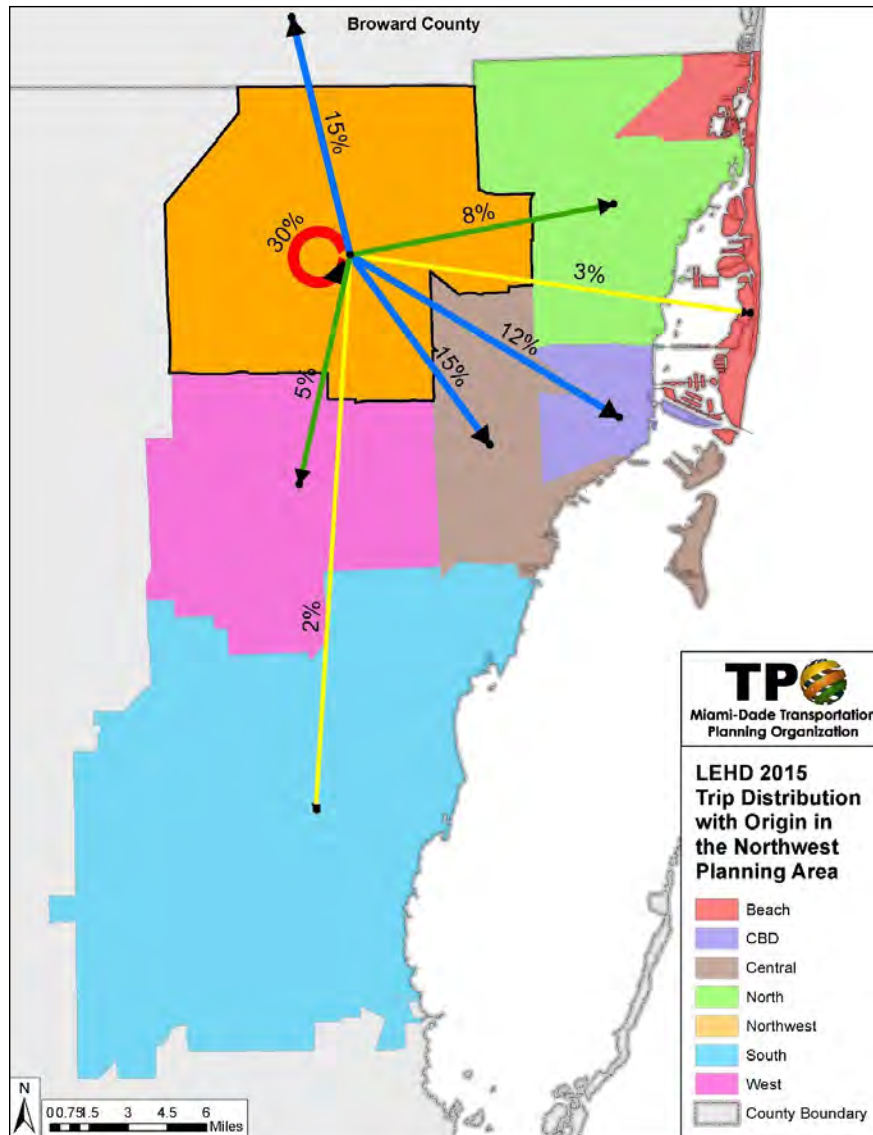 Broward County
15%
8%
30%
3%
12%
15%
5%
2%
TPO
Miami-Dade Transportation
Planning Organization
LEHD 2015
Trip Distribution
with Origin in
the Northwest
Planning Area
Beach
CBD
Central
North
Northwest
South
West
County Boundary
N
0 0.75 1.5 3 4.5 6
Miles